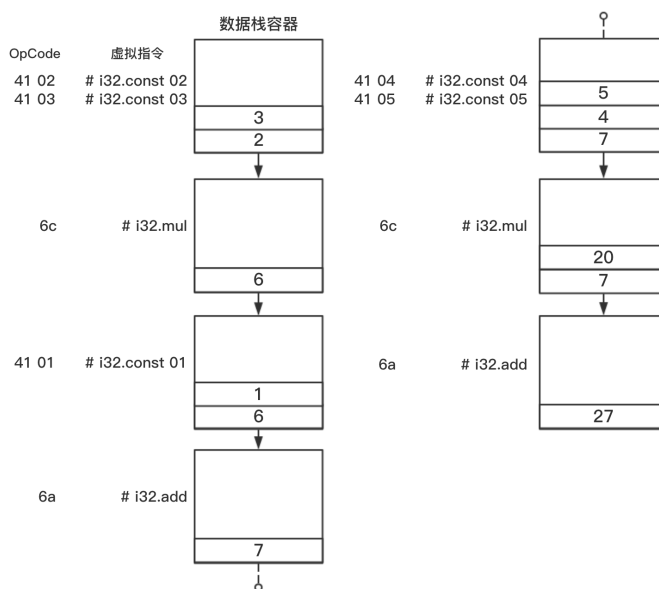 数据栈容器
OpCode 虚拟指令
41 02 # i32.const 02
41 03 # i32.const 03
3
2
6c # i32.mul
6
41 01 # i32.const 01
1
6
6a # i32.add
7
41 04 # i32.const 04
41 05 # i32.const 05
5
4
7
6c # i32.mul
20
7
6a # i32.add
27